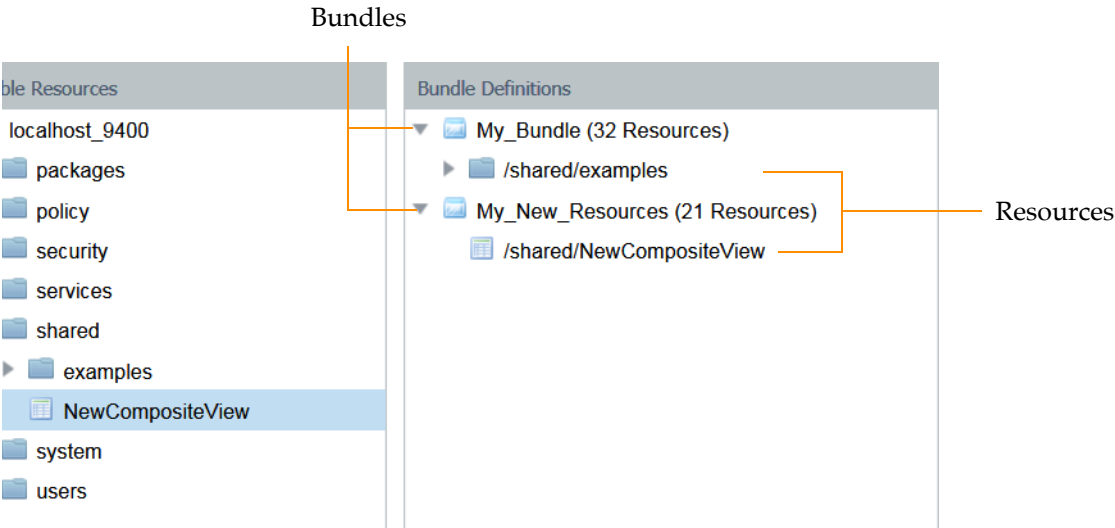 Bundles
ble Resources
localhost_9400
packages
policy
security
services
shared
examples
NewCompositeView
system
users
Bundle Definitions
My_Bundle (32 Resources)
/shared/examples
My_New_Resources (21 Resources)
/shared/NewCompositeView
Resources